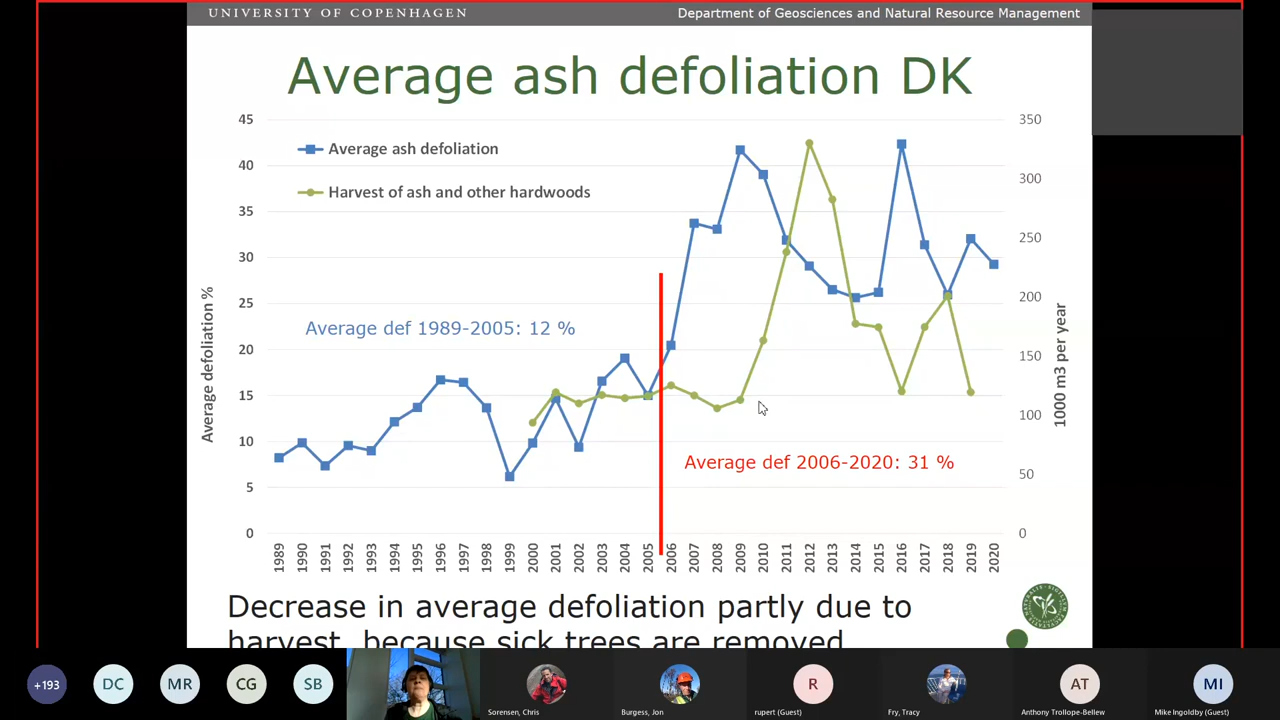 UNIVERSITY OF COPENHAGEN
Department of Geosciences and Natural Resource Management
Average ash defoliation DK
45
40
35
30
25
20
15
10
5
0
Average defoliation %
Average ash defoliation
Harvest of ash and other hardwoods
Average def 1989-2005: 12 %
Average def 2006-2020: 31 %
350
300
250
200
150
100
50
0
1000 m3 per year
1989
1990
1991
1992
1993
1994
1995
1996
1997
1998
1999
2000
2001
2002
2003
2004
2005
2006
2007
2008
2009
2010
2011
2012
2013
2014
2015
2016
2017
2018
2019
2020
Decrease in average defoliation partly due to
harvest, because sick trees are removed
+193
DC
MR
CG
SB
Sorensen, Chris
Burgess, Jon
R
rupert (Guest)
Fry, Tracy
AT
Anthony Trollope-Bellew
MI
Mike Ingoldby (Guest)